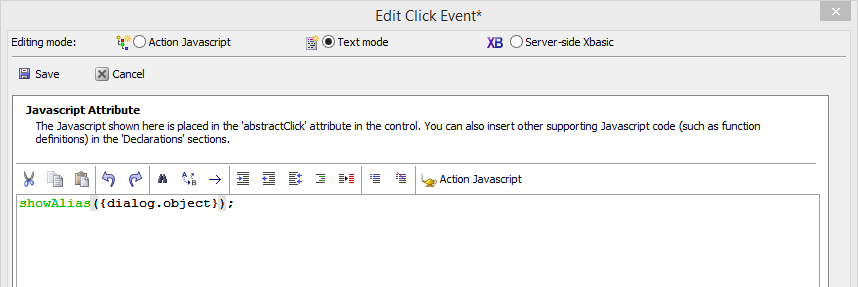 Edit Click Event*
Editing mode: Action Javascript Text mode XB Server-side Xbasic
Save Cancel
Javascript Attribute
The Javascript shown here is placed in the 'abstractClick' attribute in the control. You can also insert other supporting Javascript code (such as function
definitions) in the 'Declarations' sections.
Action Javascript
showAlias({dialog.object});